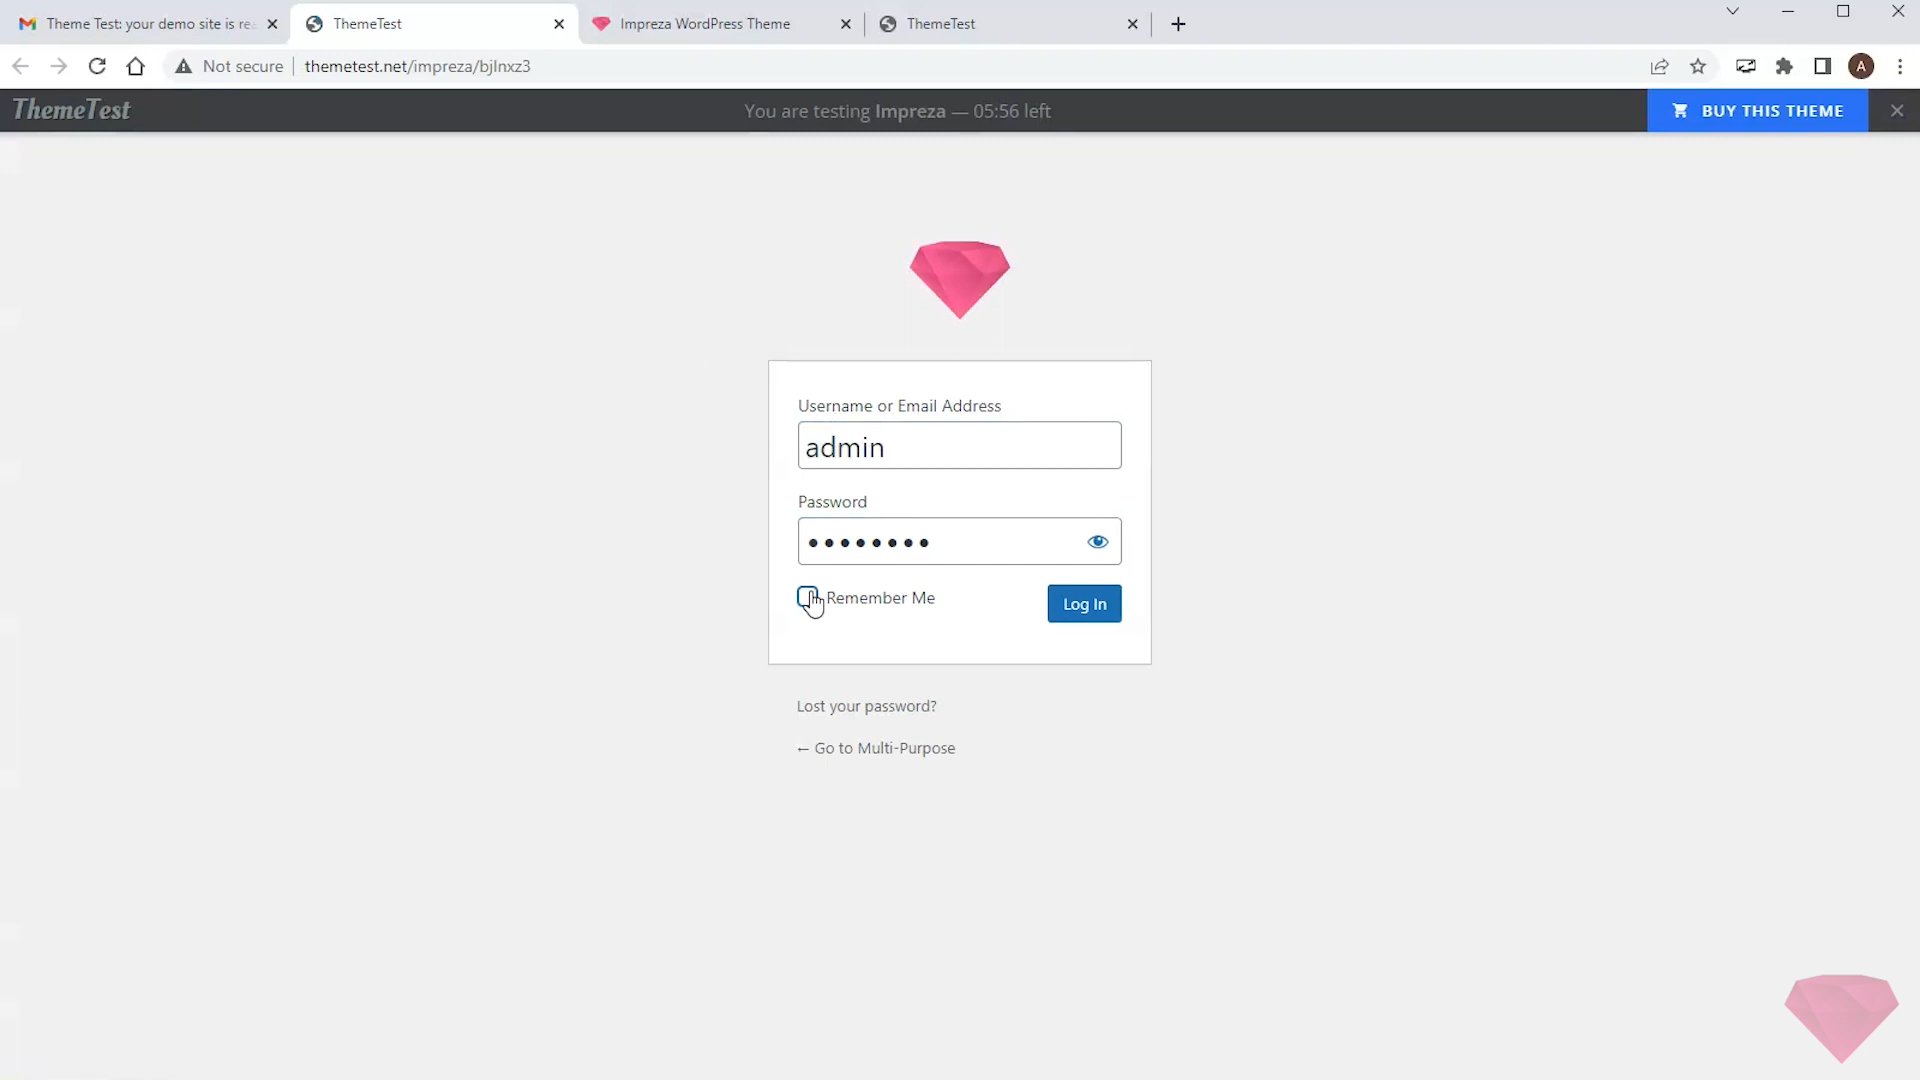 Theme Test: your demo site is rea
ThemeTest
Impreza WordPress Theme
ThemeTest
Not secure
themetest.net/impreza/bjlnxz3
A
ThemeTest
You are testing Impreza — 05:56 left
BUY THIS THEME
Username or Email Address
admin
Password
Remember Me
Log In
Lost your password?
← Go to Multi-Purpose